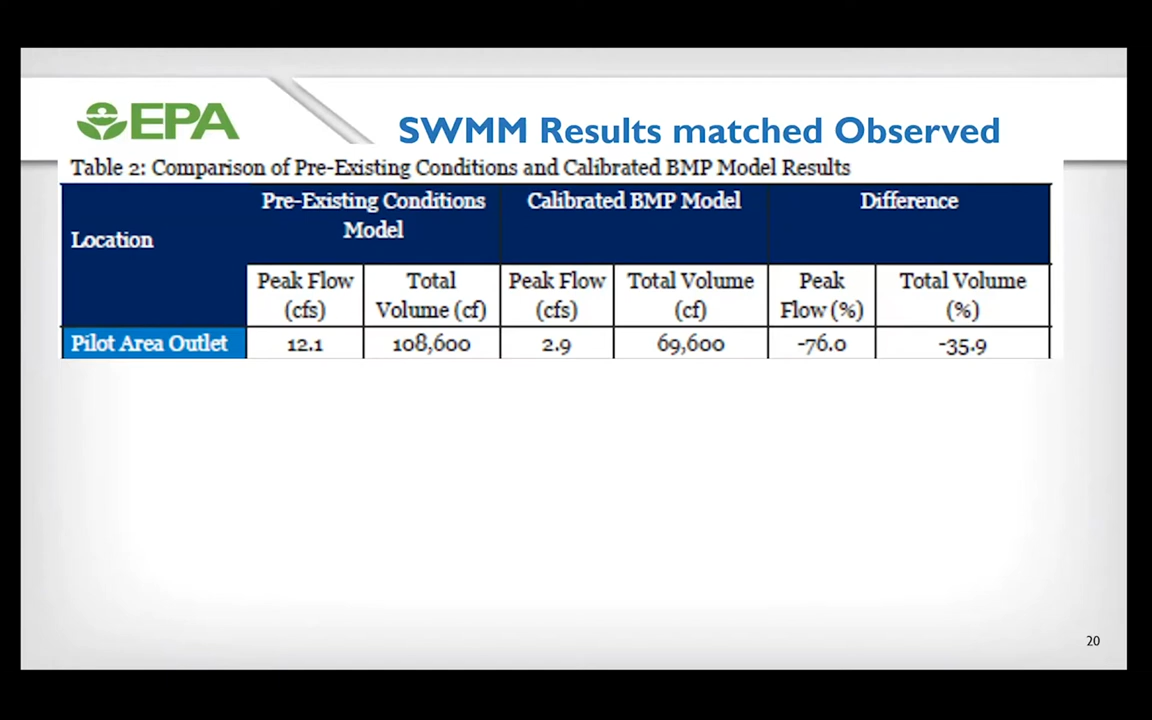 EPA
SWMM Results matched Observed
Table 2: Comparison of Pre-Existing Conditions and Calibrated BMP Model Results
Location
Pre-Existing Conditions
Model
Calibrated BMP Model
Difference
Peak Flow
(cfs)
Total
Volume (cf)
Peak Flow
(cfs)
Total Volume
(cf)
Peak
Flow (%)
Total Volume
(%)
Pilot Area Outlet 12.1 108,600 2.9 69,600 -76.0 -35.9
20